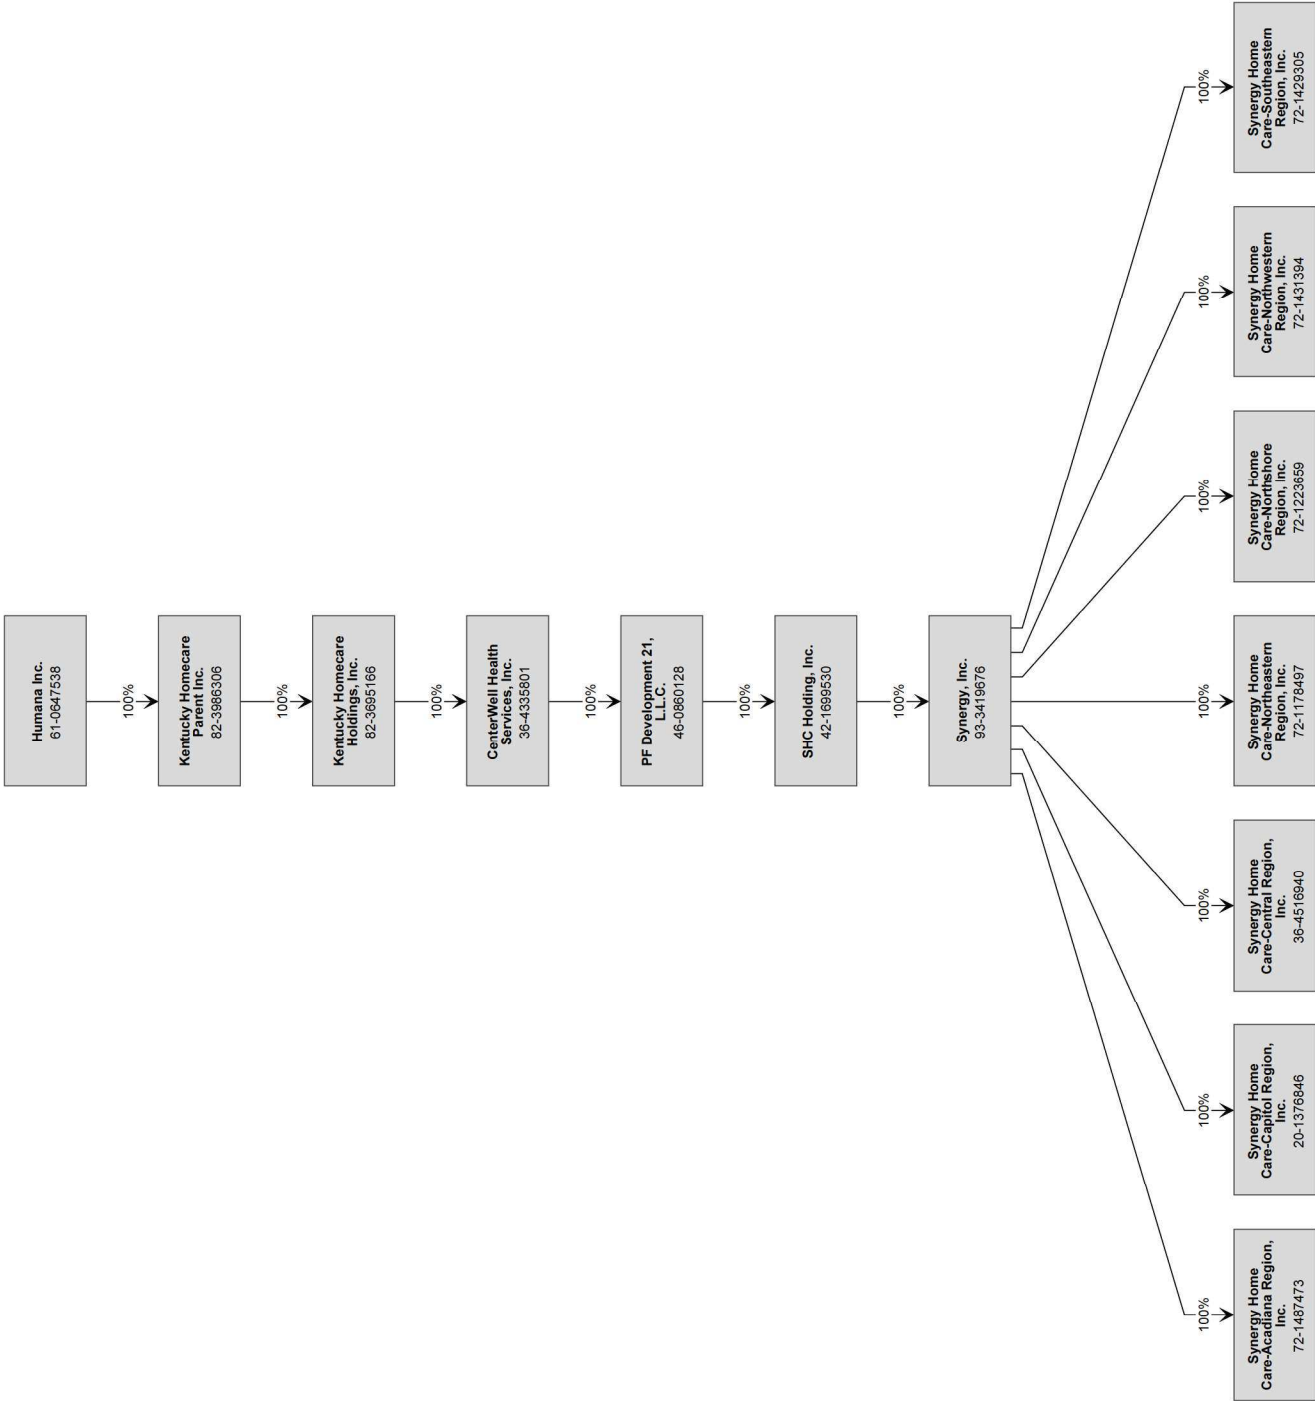 Humana Inc.
61-0647538
100%
Kentucky Homecare
Parent Inc.
82-3986306
100%
Kentucky Homecare
Holdings, Inc.
82-3695166
100%
CenterWell Health
Services, Inc.
36-4335801
100%
PF Development 21,
L.L.C.
46-0860128
100%
SHC Holding, Inc.
42-1699530
100%
Synergy, Inc.
93-3419676
100%
100%
100%
100%
100%
100%
100%
Synergy Home
Care-Acadiana Region,
Inc.
72-1487473
Synergy Home
Care-Capitol Region,
Inc.
20-1376846
Synergy Home
Care-Central Region,
Inc.
36-4516940
Synergy Home
Care-Northeastern
Region, Inc.
72-1178497
Synergy Home
Care-Northshore
Region, Inc.
72-1223659
Synergy Home
Care-Northwestern
Region, Inc.
72-1431394
Synergy Home
Care-Southeastern
Region, Inc.
72-1429305